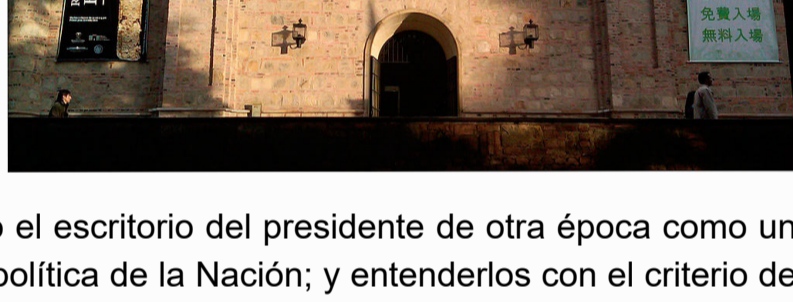 免費入場
無料入場
el escritorio del presidente de otra época como un
política de la Nación; y entenderlos con el criterio de